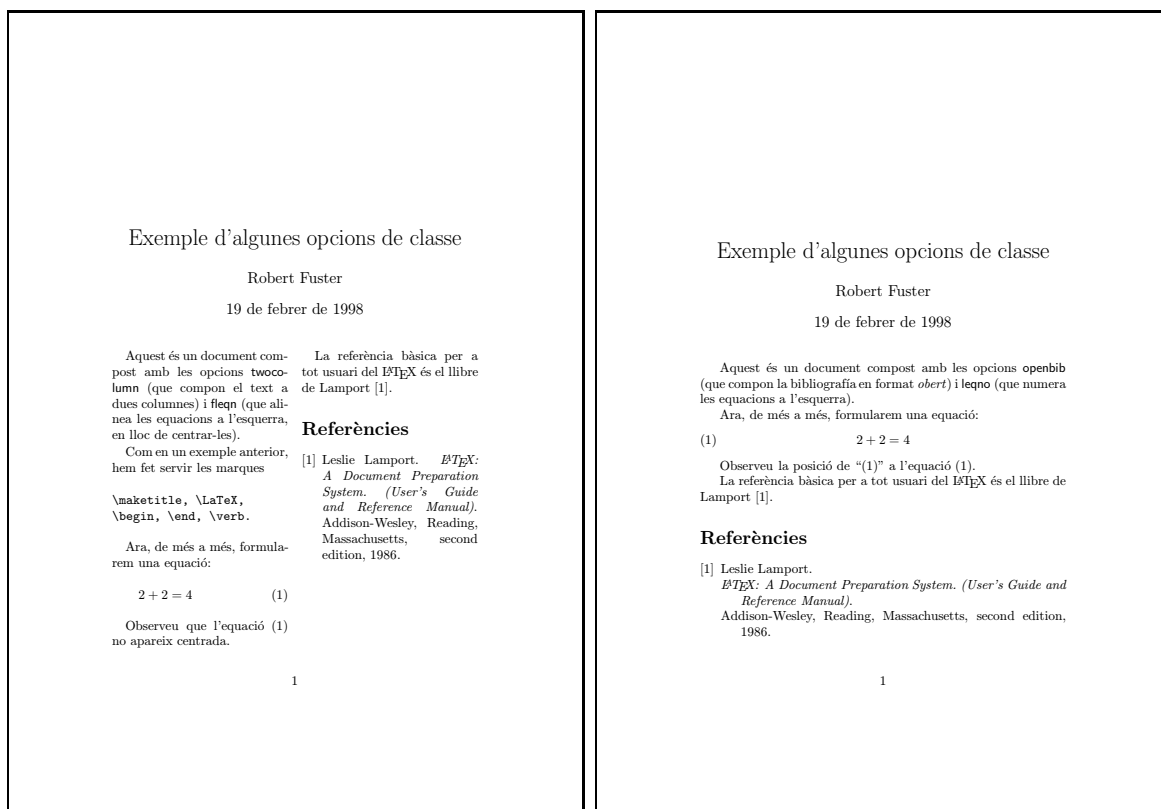 Exemple d'algunes opcions de classe
Robert Fuster
19 de febrer de 1998
Aquest és un document com-
post amb les opcions twoco-
lumn (que compon el text a
dues columnes) i fleqn (que ali-
nea les equacions a l'esquerra,
en lloc de centrar-les).
Com en un exemple anterior,
hem fet servir les marques
\maketitle, \LaTeX,
\begin, \end, \verb.
Ara, de més a més, formula-
rem una equació:
2 + 2 = 4 (1)
Observeu que l'equació (1)
no apareix centrada.
La referència bàsica per a
tot usuari del LATEX és el llibre
de Lamport [1].
Referències
[1] Leslie Lamport. LATEX:
A Document Preparation
System. (User's Guide
and Reference Manual).
Addison-Wesley, Reading,
Massachusetts, second
edition, 1986.
1
Exemple d'algunes opcions de classe
Robert Fuster
19 de febrer de 1998
Aquest és un document compost amb les opcions openbib
(que compon la bibliografía en format obert) i leqno (que numera
les equacions a l'esquerra).
Ara, de més a més, formularem una equació:
(1) 2 + 2 = 4
Observeu la posició de “(1)” a l'equació (1).
La referència bàsica per a tot usuari del LATEX és el llibre de
Lamport [1].
Referències
[1] Leslie Lamport.
LATEX: A Document Preparation System. (User's Guide and
Reference Manual).
Addison-Wesley, Reading, Massachusetts, second edition,
1986.
1